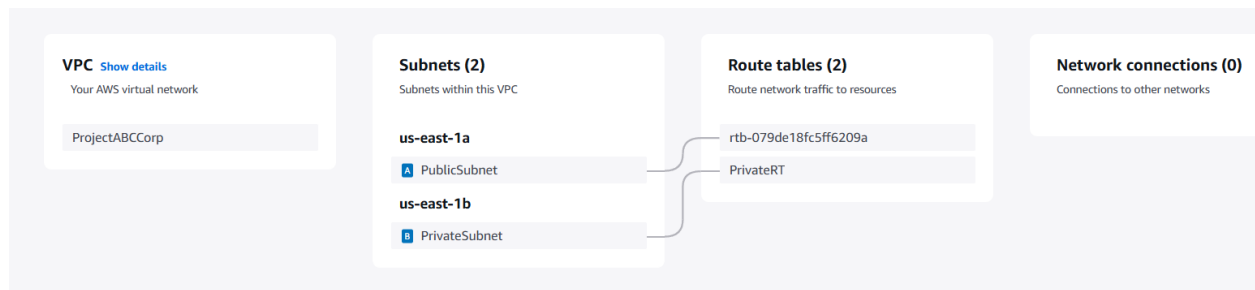 VPC Show details
Your AWS virtual network
ProjectABCCorp
Subnets (2)
Subnets within this VPC
us-east-1a
A PublicSubnet
us-east-1b
B PrivateSubnet
Route tables (2)
Route network traffic to resources
rtb-079de18fc5ff6209a
PrivateRT
Network connections (0)
Connections to other networks